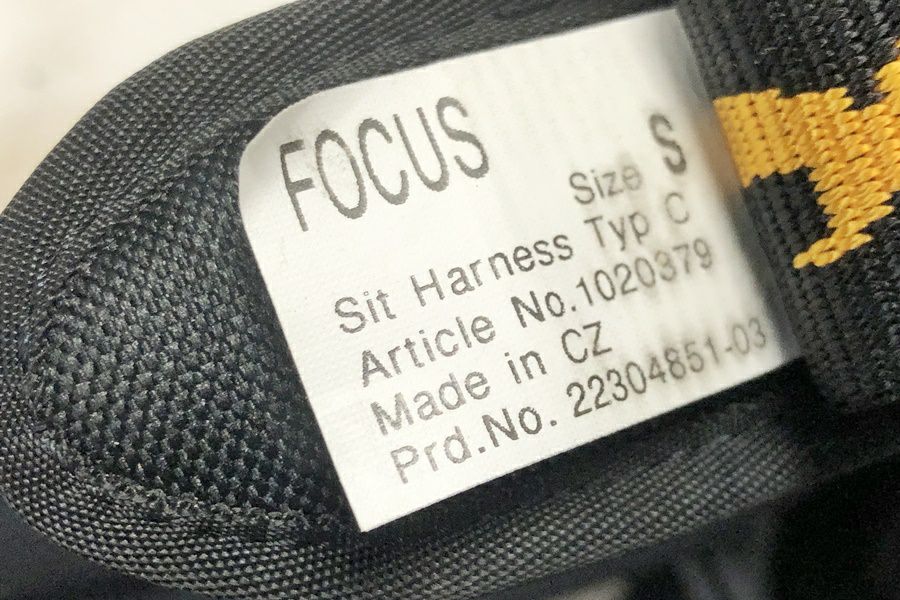 FOCUS
Size S
Sit Harness Typ C
Article No.1020379
Made in CZ
Prd.No. 22304851-03